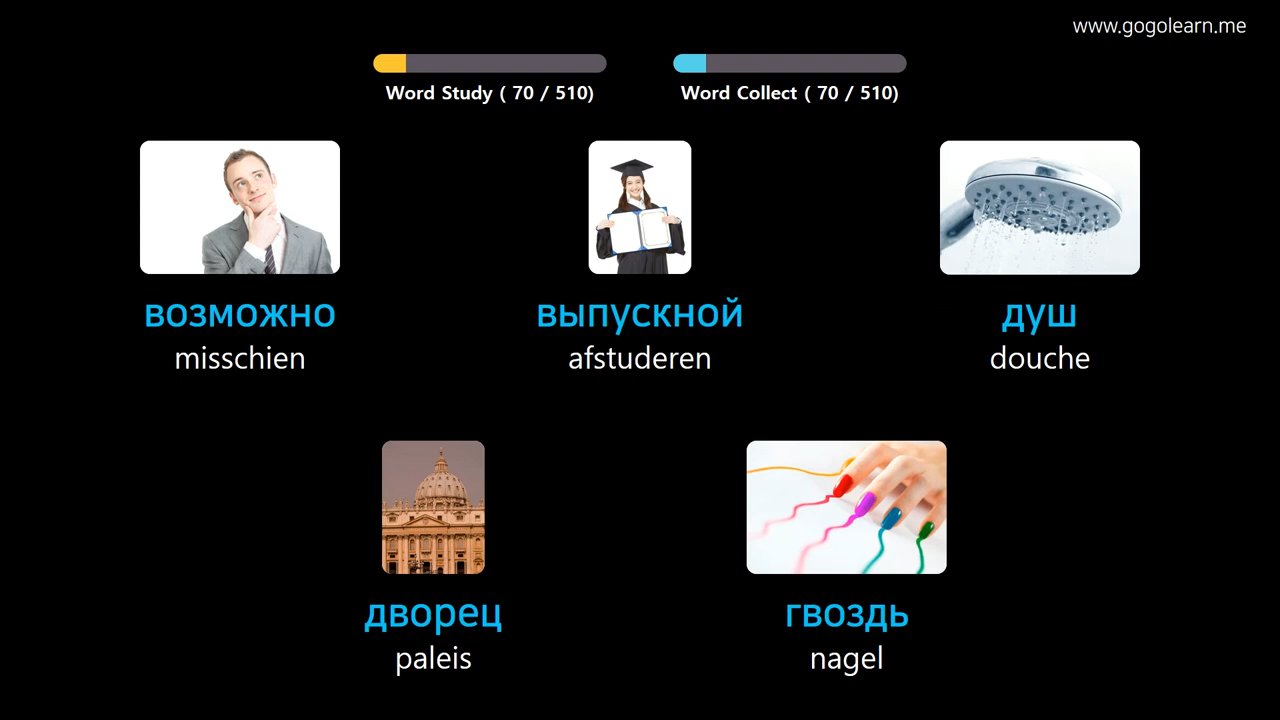 www.gogolearn.me
Word Study ( 70 / 510)
Word Collect ( 70 / 510)
возможно
misschien
выпускной
afstuderen
душ
douche
дворец
paleis
гвоздь
nagel